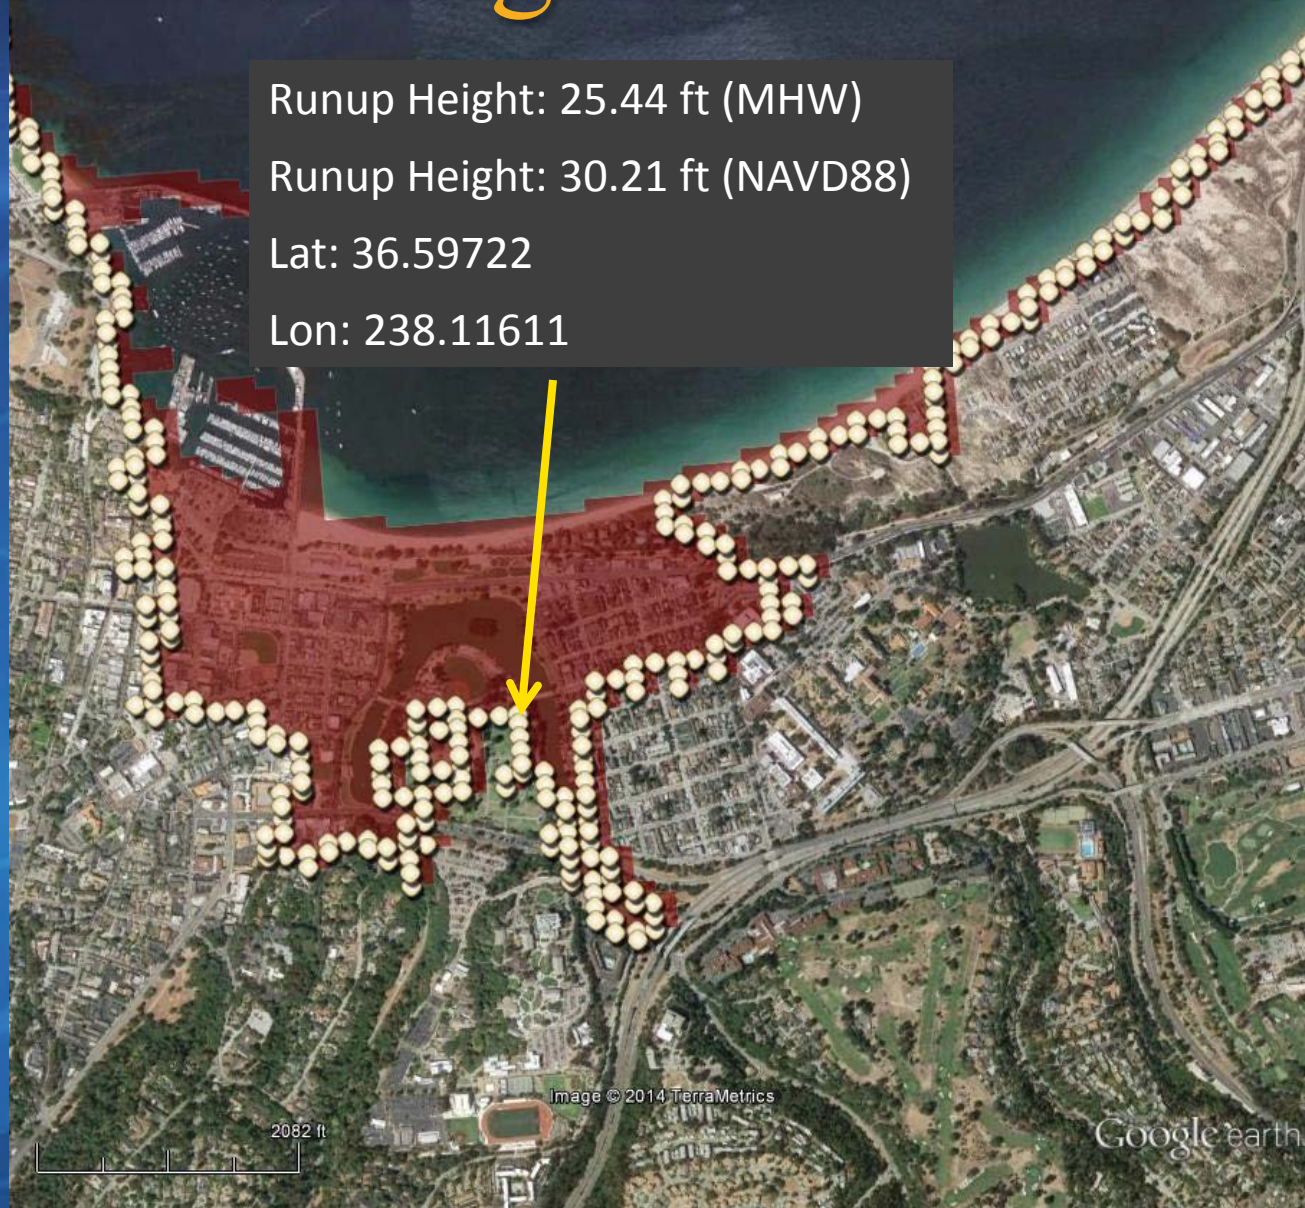 Runup Height: 25.44 ft (MHW)
Runup Height: 30.21 ft (NAVD88)
Lat: 36.59722
Lon: 238.11611
Image © 2014 TerraMetrics
2082 ft
Google earth